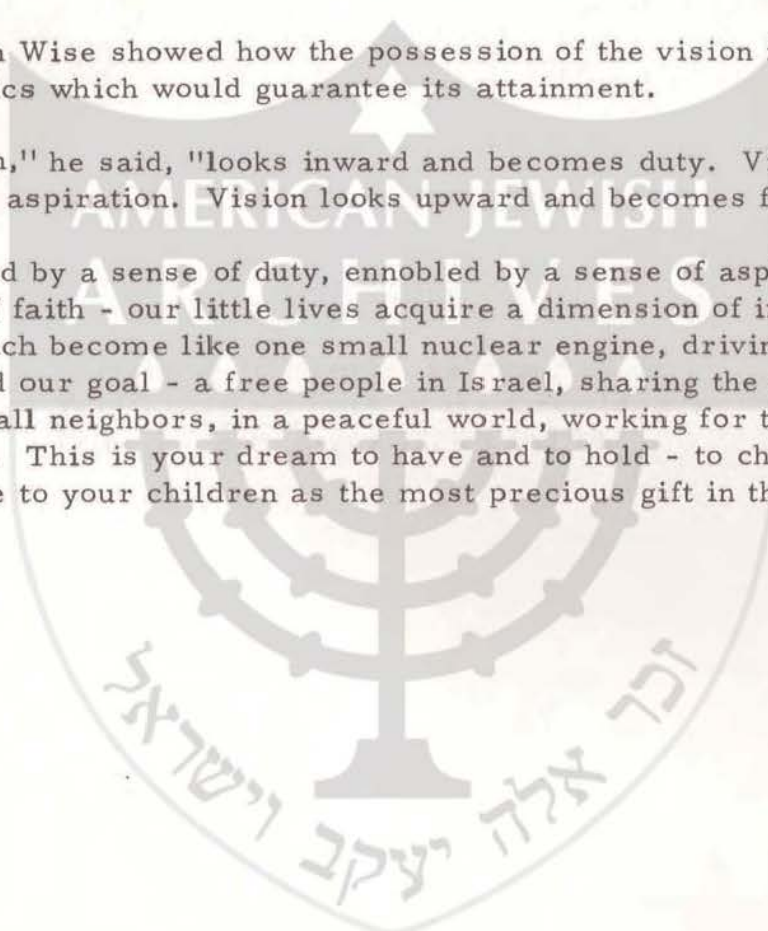 Wise showed how the possession of the vision
cs which would guarantee its attainment.
," he said, "looks inward and becomes duty. V
aspiration. Vision looks upward and becomes f
d by a sense of duty, ennobled by a sense of asp
faith - our little lives acquire a dimension of i
ch become like one small nuclear engine, drivin
d our goal - a free people in Israel, sharing the
all neighbors, in a peaceful world, working for t
This is your dream to have and to hold - to ch
e to your children as the most precious gift in th
AMERICAN JEWISH
ARCHIVES
זכר אלה יעקב וישראל